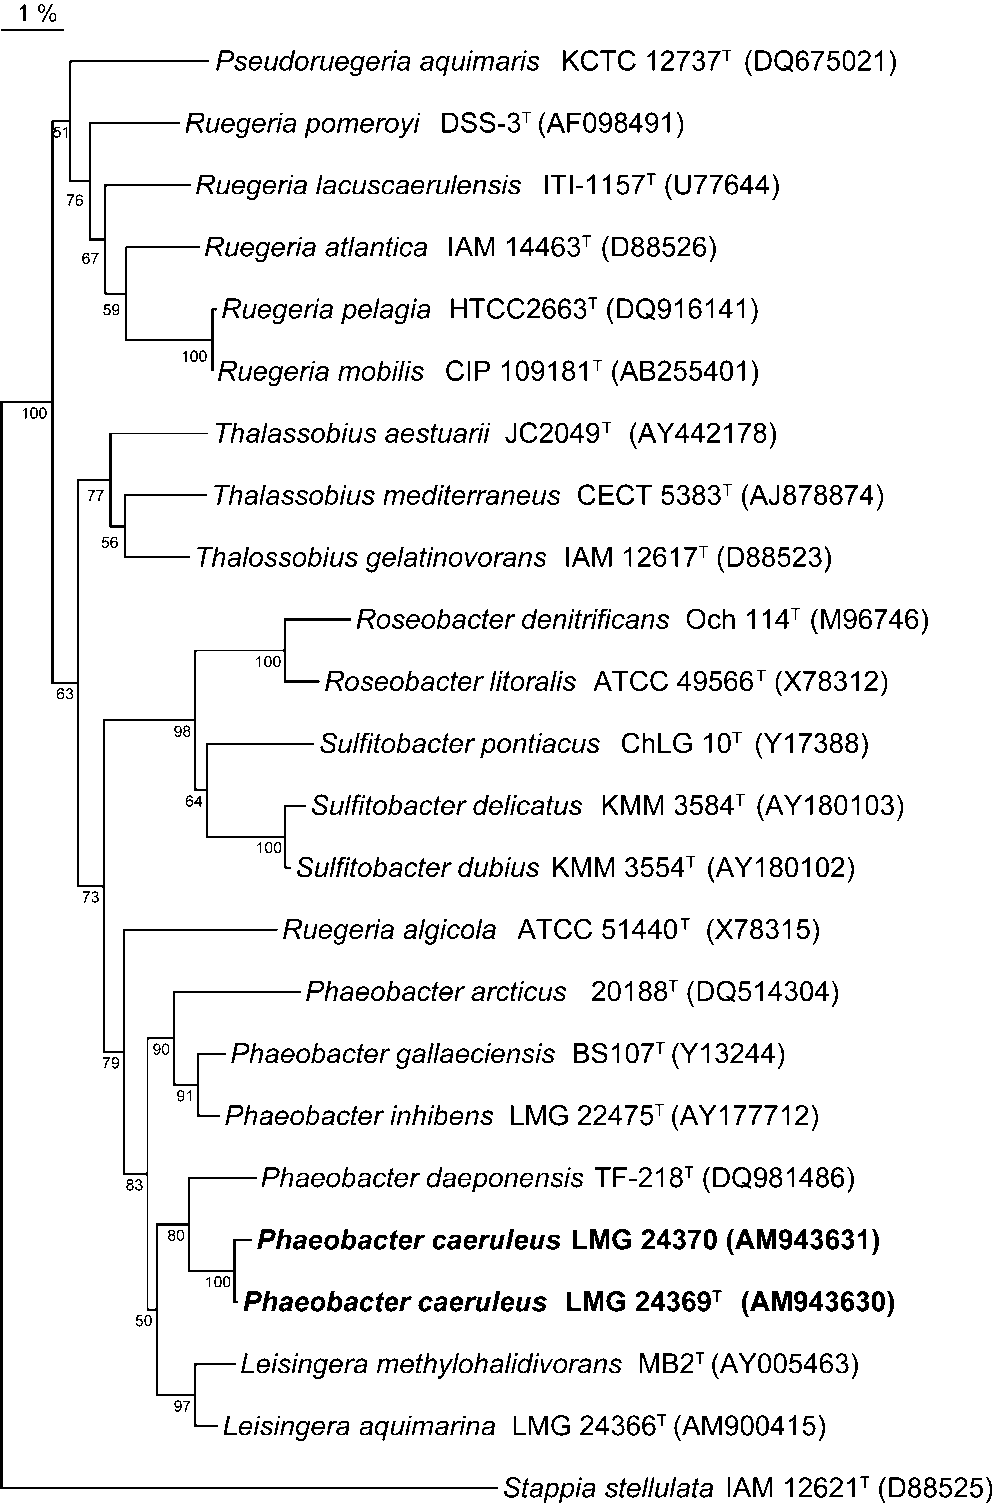 1 %
Pseudoruegeria aquimaris KCTC 12737ᵀ (DQ675021)
51
Ruegeria pomeroyi DSS-3ᵀ (AF098491)
76
Ruegeria lacuscaerulensis ITI-1157ᵀ (U77644)
67
Ruegeria atlantica IAM 14463ᵀ (D88526)
59
Ruegeria pelagia HTCC2663ᵀ (DQ916141)
100
Ruegeria mobilis CIP 109181ᵀ (AB255401)
100
Thalassobius aestuarii JC2049ᵀ (AY442178)
77
Thalassobius mediterraneus CECT 5383ᵀ (AJ878874)
56
Thalossobius gelatinovorans IAM 12617ᵀ (D88523)
Roseobacter denitrificans Och 114ᵀ (M96746)
100
Roseobacter litoralis ATCC 49566ᵀ (X78312)
63
98
Sulfitobacter pontiacus ChLG 10ᵀ (Y17388)
64
Sulfitobacter delicatus KMM 3584ᵀ (AY180103)
100
Sulfitobacter dubius KMM 3554ᵀ (AY180102)
73
Ruegeria algicola ATCC 51440ᵀ (X78315)
Phaeobacter arcticus 20188ᵀ (DQ514304)
90
Phaeobacter gallaeciensis BS107ᵀ (Y13244)
79
91
Phaeobacter inhibens LMG 22475ᵀ (AY177712)
Phaeobacter daeponensis TF-218ᵀ (DQ981486)
83
80
Phaeobacter caeruleus LMG 24370 (AM943631)
100
Phaeobacter caeruleus LMG 24369ᵀ (AM943630)
50
Leisingera methylohalidivorans MB2ᵀ (AY005463)
97
Leisingera aquimarina LMG 24366ᵀ (AM900415)
Stappia stellulata IAM 12621ᵀ (D88525)